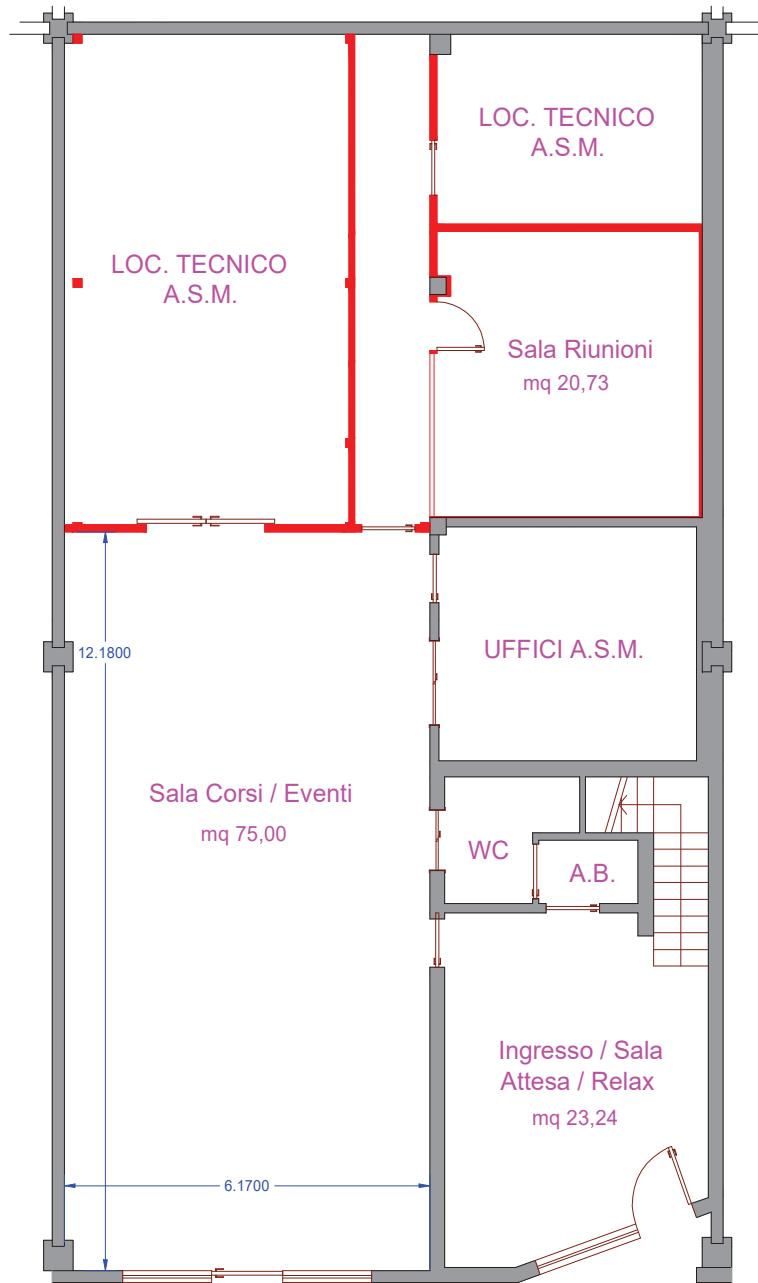 LOC. TECNICO
A.S.M.
LOC. TECNICO
A.S.M.
Sala Riunioni
mq 20,73
12.1800
UFFICI A.S.M.
Sala Corsi / Eventi
mq 75,00
WC
A.B.
Ingresso / Sala
Attesa / Relax
mq 23,24
6.1700